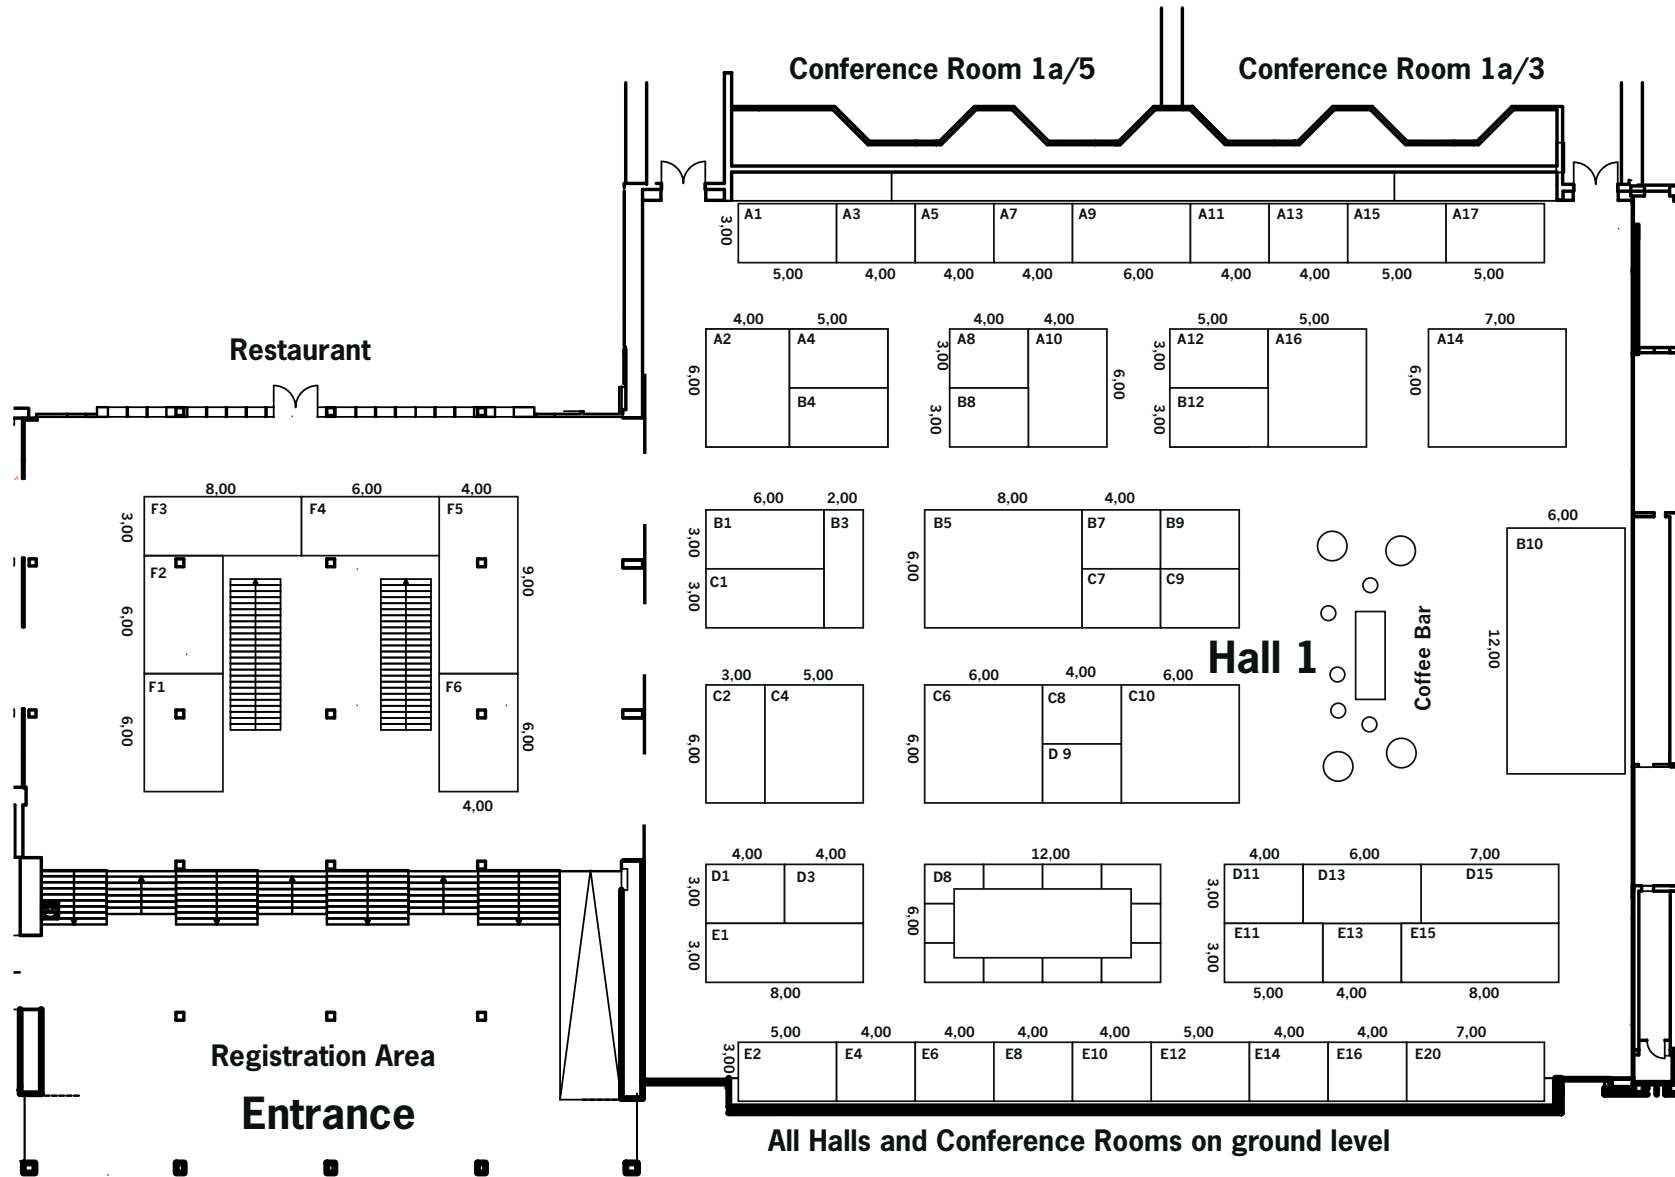 Conference Room 1a/5 Conference Room 1a/3
3,00 A1 A3 A5 A7 A9 A11 A13 A15 A17
5,00 4,00 4,00 4,00 6,00 4,00 4,00 5,00 5,00
4,00 5,00 4,00 4,00 5,00 5,00 7,00
A2 A4 A8 A10 A12 A16 A14
6,00 3,00 6,00 3,00 6,00
B4 B8 B12
3,00 3,00
Restaurant
8,00 6,00 4,00
F3 F4 F5
3,00
F2
9,00
6,00
F1 F6
6,00 6,00
4,00
6,00 2,00 8,00 4,00
B1 B3 B5 B7 B9
3,00 6,00
C1 C7 C9
3,00
6,00
B10
12,00
Hall 1
Coffee Bar
3,00 5,00 6,00 4,00 6,00
C2 C4 C6 C8 C10
6,00 6,00
D 9
4,00 4,00 12,00 4,00 6,00 7,00
D1 D3 D8 D11 D13 D15
3,00 6,00 3,00
E1 E11 E13 E15
3,00 3,00
8,00 5,00 4,00 8,00
5,00 4,00 4,00 4,00 4,00 5,00 4,00 4,00 7,00
3,00 E2 E4 E6 E8 E10 E12 E14 E16 E20
Registration Area
Entrance
All Halls and Conference Rooms on ground level